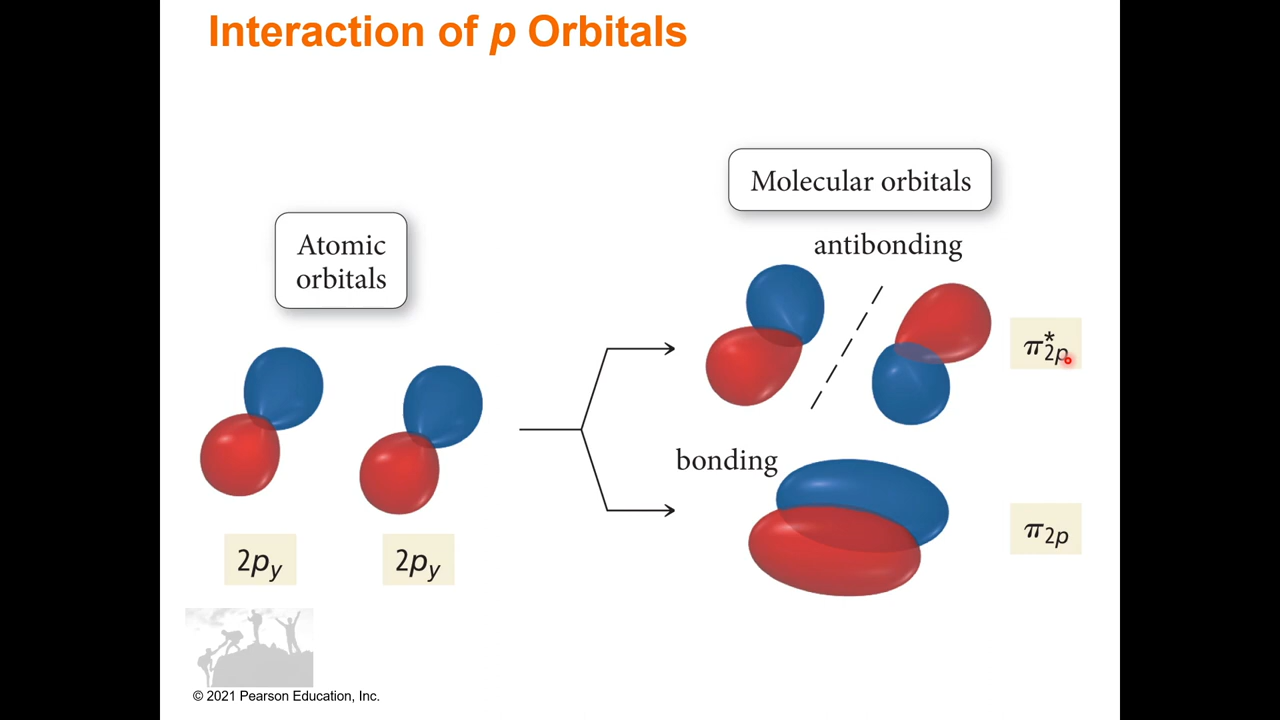 Interaction of p Orbitals
Molecular orbitals
antibonding
Atomic
orbitals
π*2p
bonding
π2p
2py
2py
© 2021 Pearson Education, Inc.